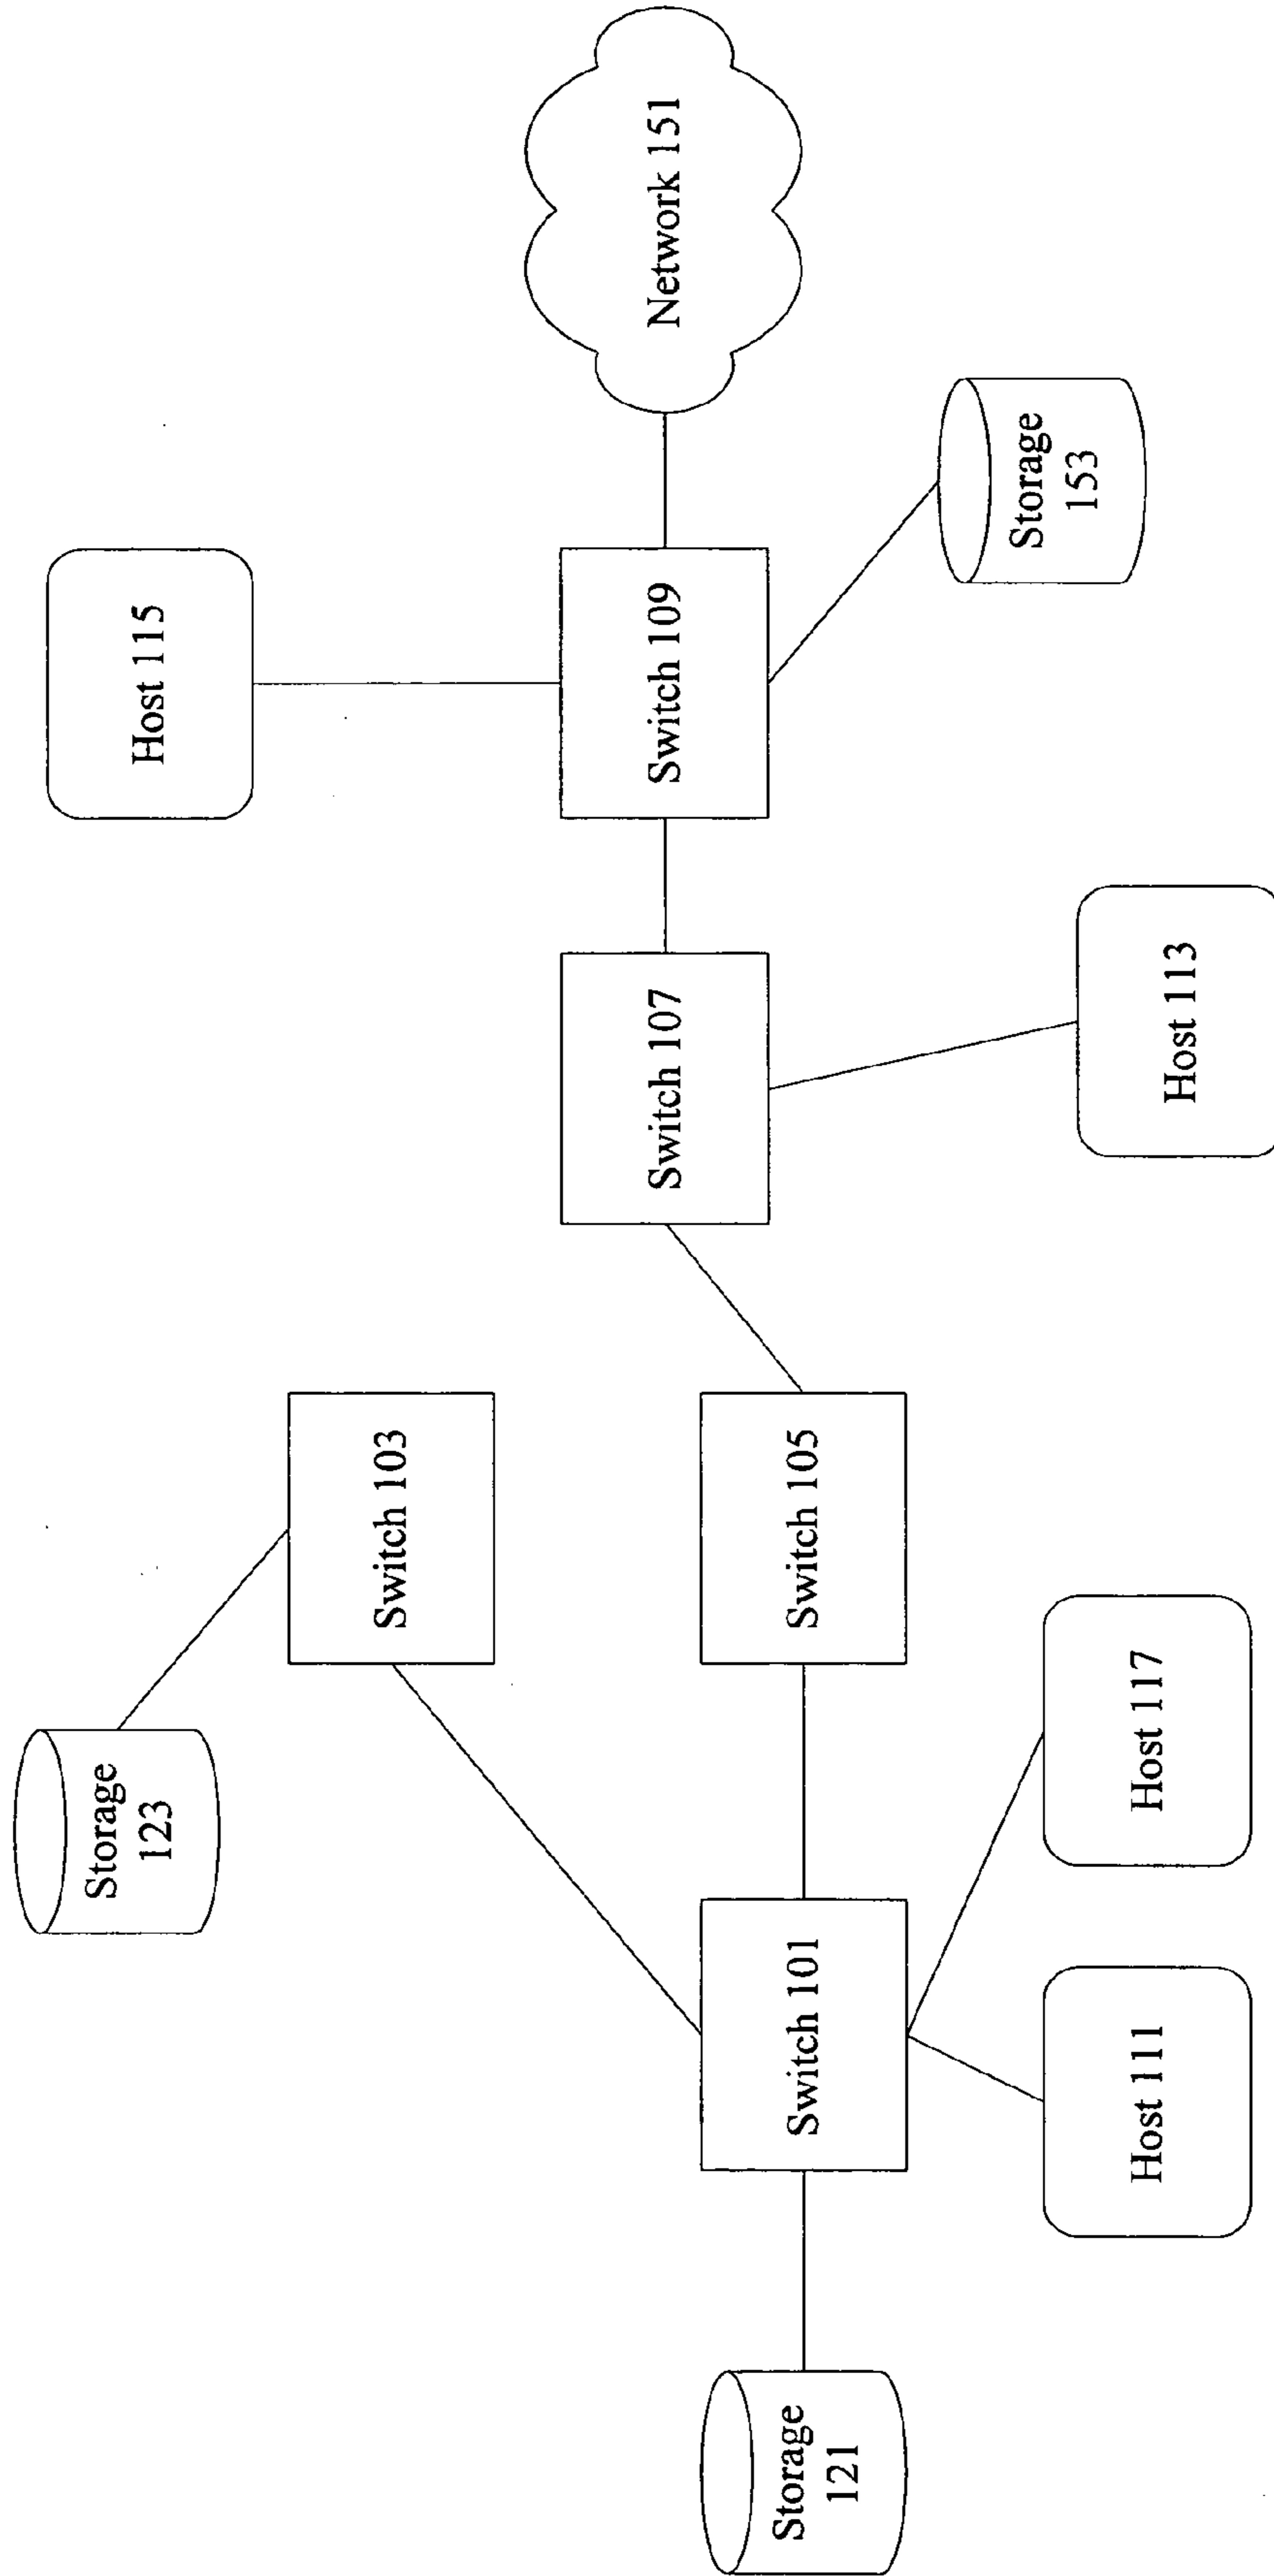 Storage
123
Host 115
Switch 103
Switch 107
Switch 109
Network 151
Storage
121
Switch 101
Switch 105
Storage
153
Host 111
Host 117
Host 113